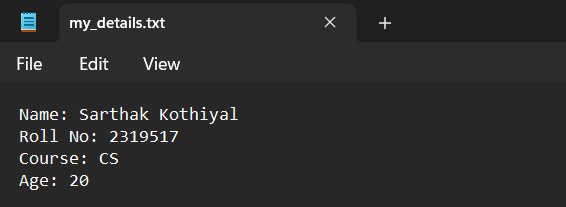 my_details.txt
File Edit View
Name: Sarthak Kothiyal
Roll No: 2319517
Course: CS
Age: 20